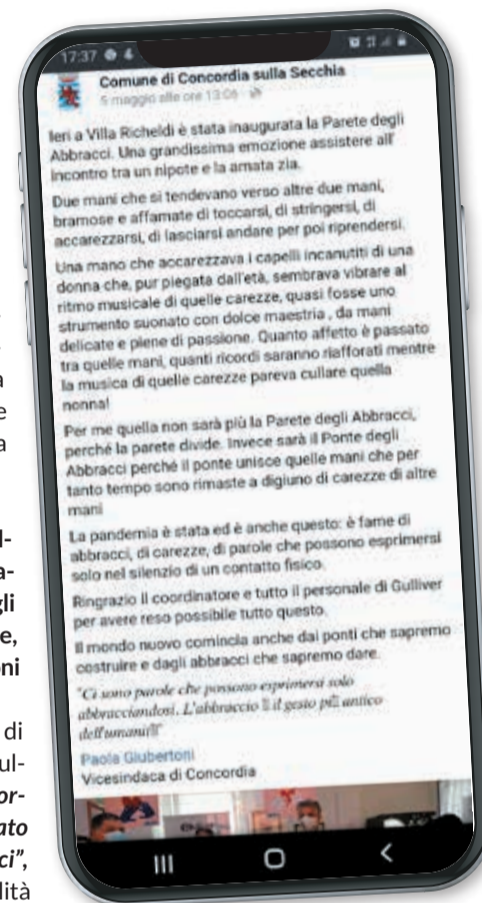 17:37
Comune di Concordia sulla Secchia
5 maggio alle ore 13:06
Ieri a Villa Richeldi è stata inaugurata la Parete degli
Abbracci. Una grandissima emozione assistere all'
incontro tra un nipote e la amata zia.
Due mani che si tendevano verso altre due mani,
bramose e affamate di toccarsi, di stringersi, di
accarezzarsi, di lasciarsi andare per poi riprendersi.
Una mano che accarezzava i capelli incanutiti di una
donna che, pur piegata dall'età, sembrava vibrare al
ritmo musicale di quelle carezze, quasi fosse uno
strumento suonato con dolce maestria , da mani
delicate e piene di passione. Quanto affetto è passato
tra quelle mani, quanti ricordi saranno riafforati mentre
la musica di quelle carezze pareva cullare quella
nonna!
Per me quella non sarà più la Parete degli Abbracci,
perché la parete divide. Invece sarà il Ponte degli
Abbracci perché il ponte unisce quelle mani che per
tanto tempo sono rimaste a digiuno di carezze di altre
mani
La pandemia è stata ed è anche questo: è fame di
abbracci, di carezze, di parole che possono esprimersi
solo nel silenzio di un contatto fisico.
Ringrazio il coordinatore e tutto il personale di Gulliver
per avere reso possibile tutto questo.
Il mondo nuovo comincia anche dai ponti che sapremo
costruire e dagli abbracci che sapremo dare.
"Ci sono parole che possono esprimersi solo
abbracciandosi. L'abbraccio il gesto pi antico
dell'umanit"
Paola Giubertoni
Vicesindaca di Concordia
a
e
a
l-
a-
gli
e,
oni
di
ul-
or-
ato
ci",
lità